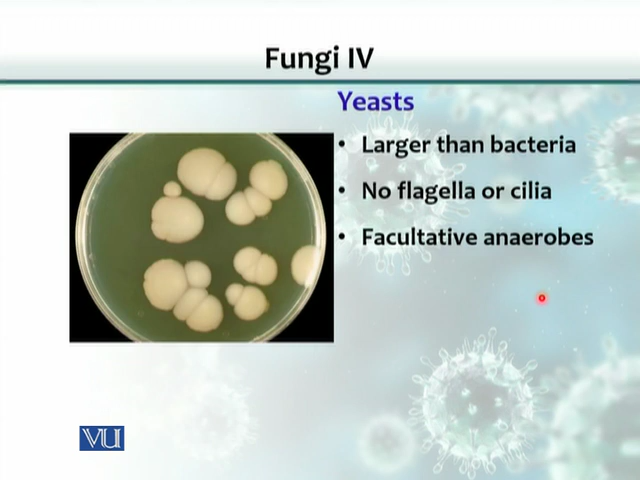 Fungi IV
Yeasts
• Larger than bacteria
• No flagella or cilia
• Facultative anaerobes
VU